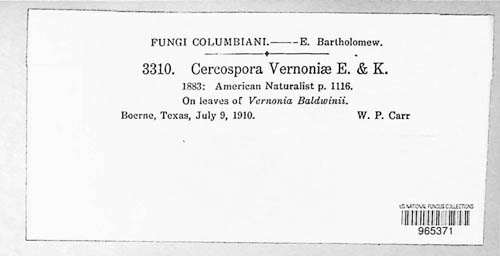 FUNGI COLUMBIANI.——E. Bartholomew.
3310. Cercospora Vernoniæ E. & K.
1883: American Naturalist p. 1116.
On leaves of Vernonia Baldwinii.
Boerne, Texas, July 9, 1910. W. P. Carr
US NATIONAL FUNGUS COLLECTIONS
965371